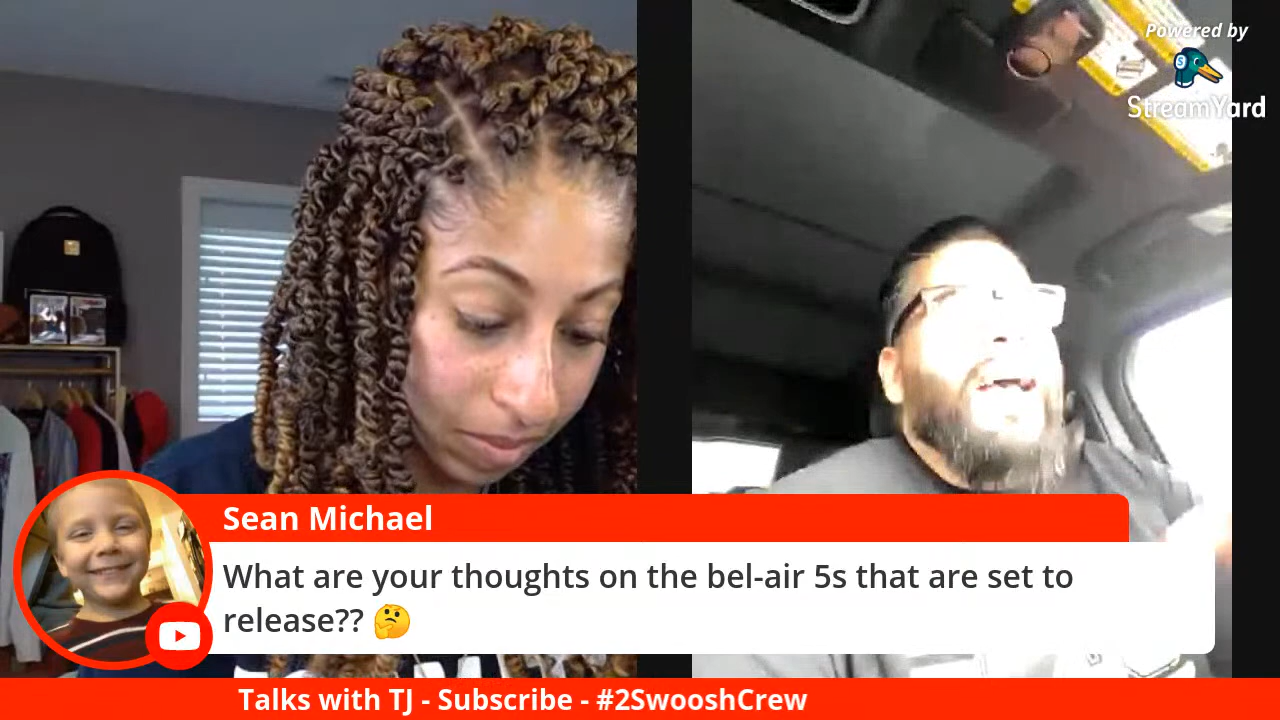 Powered by
StreamYard
Sean Michael
What are your thoughts on the bel-air 5s that are set to
release?? 🤔
Talks with TJ - Subscribe - #2SwooshCrew